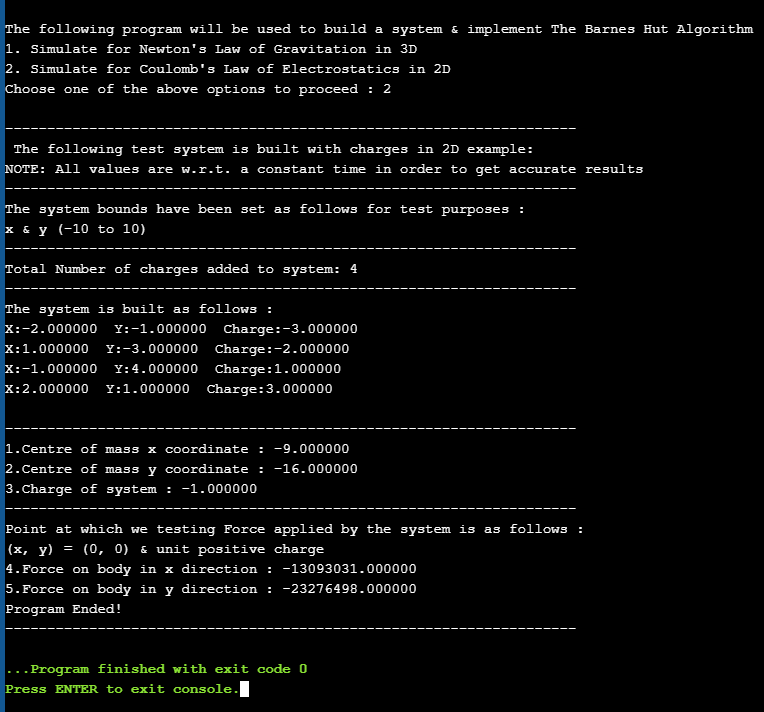 The following program will be used to build a system & implement The Barnes Hut Algorithm
1. Simulate for Newton's Law of Gravitation in 3D
2. Simulate for Coulomb's Law of Electrostatics in 2D
Choose one of the above options to proceed : 2
--------------------------------------------------------------------
The following test system is built with charges in 2D example:
NOTE: All values are w.r.t. a constant time in order to get accurate results
--------------------------------------------------------------------
The system bounds have been set as follows for test purposes :
x & y (-10 to 10)
--------------------------------------------------------------------
Total Number of charges added to system: 4
--------------------------------------------------------------------
The system is built as follows :
X:-2.000000  Y:-1.000000  Charge:-3.000000
X:1.000000  Y:-3.000000  Charge:-2.000000
X:-1.000000  Y:4.000000  Charge:1.000000
X:2.000000  Y:1.000000  Charge:3.000000
--------------------------------------------------------------------
1.Centre of mass x coordinate : -9.000000
2.Centre of mass y coordinate : -16.000000
3.Charge of system : -1.000000
--------------------------------------------------------------------
Point at which we testing Force applied by the system is as follows :
(x, y) = (0, 0) & unit positive charge
4.Force on body in x direction : -13093031.000000
5.Force on body in y direction : -23276498.000000
Program Ended!
--------------------------------------------------------------------
...Program finished with exit code 0
Press ENTER to exit console.